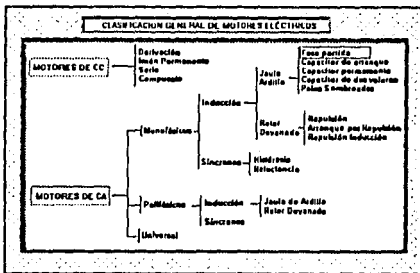 CLASIFICACION GENERAL DE MOTORES ELÉCTRICOS
MOTORES DE CC
Derivación
Imán Permanente
Serie
Compuesto
MOTORES DE CA
Monofásicos
Inducción
Jaula
Ardilla
Fase partida
Capacitor de arranque
Capacitor permanente
Capacitor de dos valores
Polos Sombreados
Rotor
Devanado
Repulsión
Arranque por Repulsión
Repulsión Inducción
Síncronos
Histéresis
Reluctancia
Polifásicos
Inducción
Jaula de Ardilla
Rotor Devanado
Síncronos
Universal